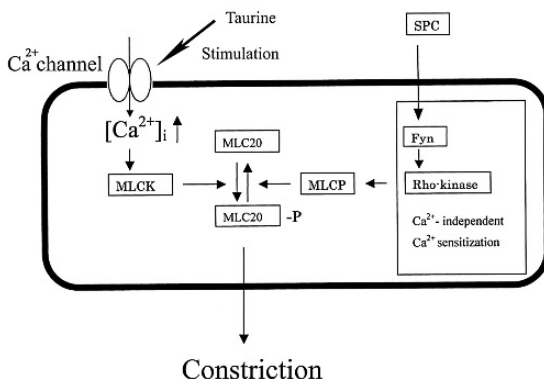 Taurine
SPC
Stimulation
Ca²⁺ channel
[Ca²⁺]i ↑
MLC20
Fyn
MLCK
MLCP
Rho-kinase
MLC20 -P
Ca²⁺- independent
Ca²⁺ sensitization
Constriction